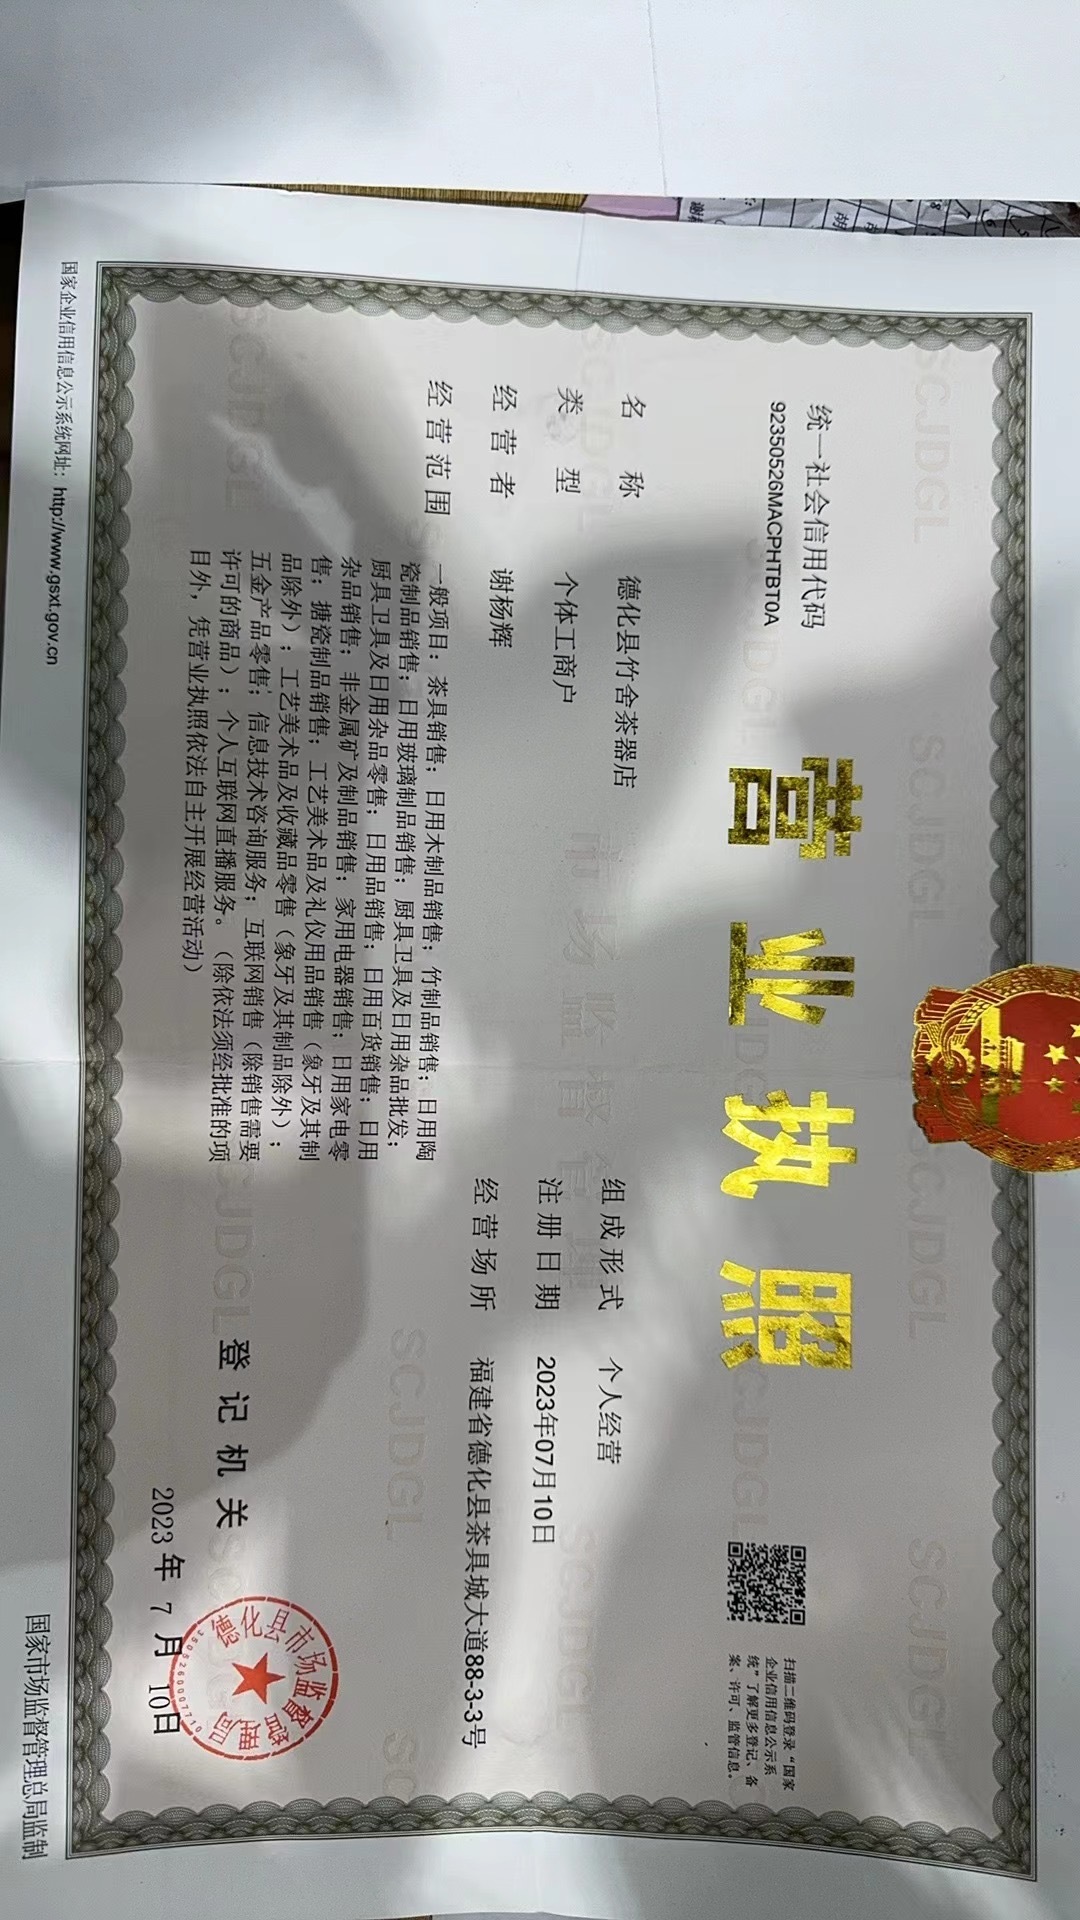 统一社会信用代码
92350526MACPHTBT0A
营业执照
扫描二维码登录“国家
企业信用信息公示系
统”了解更多登记、备
案、许可、监管信息。
名称 德化县竹舍茶器店
类型 个体工商户
经营者 谢杨辉
经营范围 一般项目：茶具销售；日用木制品销售；竹制品销售；日用陶
瓷制品销售；日用玻璃制品销售；厨具卫具及日用杂品批发；
厨具卫具及日用杂品零售；日用品销售；日用百货销售；日用
杂品销售；非金属矿及制品销售；家用电器销售；日用家电零
售；搪瓷制品销售；工艺美术品及礼仪用品销售（象牙及其制
品除外）；工艺美术品及收藏品零售（象牙及其制品除外）；
五金产品零售；信息技术咨询服务；互联网销售（除销售需要
许可的商品）；个人互联网直播服务。（除依法须经批准的项
目外，凭营业执照依法自主开展经营活动）
组成形式 个人经营
注册日期 2023年07月10日
经营场所 福建省德化县茶具城大道88-3-3号
登记机关
德化县市场监督管理局
3505260007710
2023年7月10日
国家企业信用信息公示系统网址：http://www.gsxt.gov.cn
国家市场监督管理总局监制
市场监督管理
SCJDGL